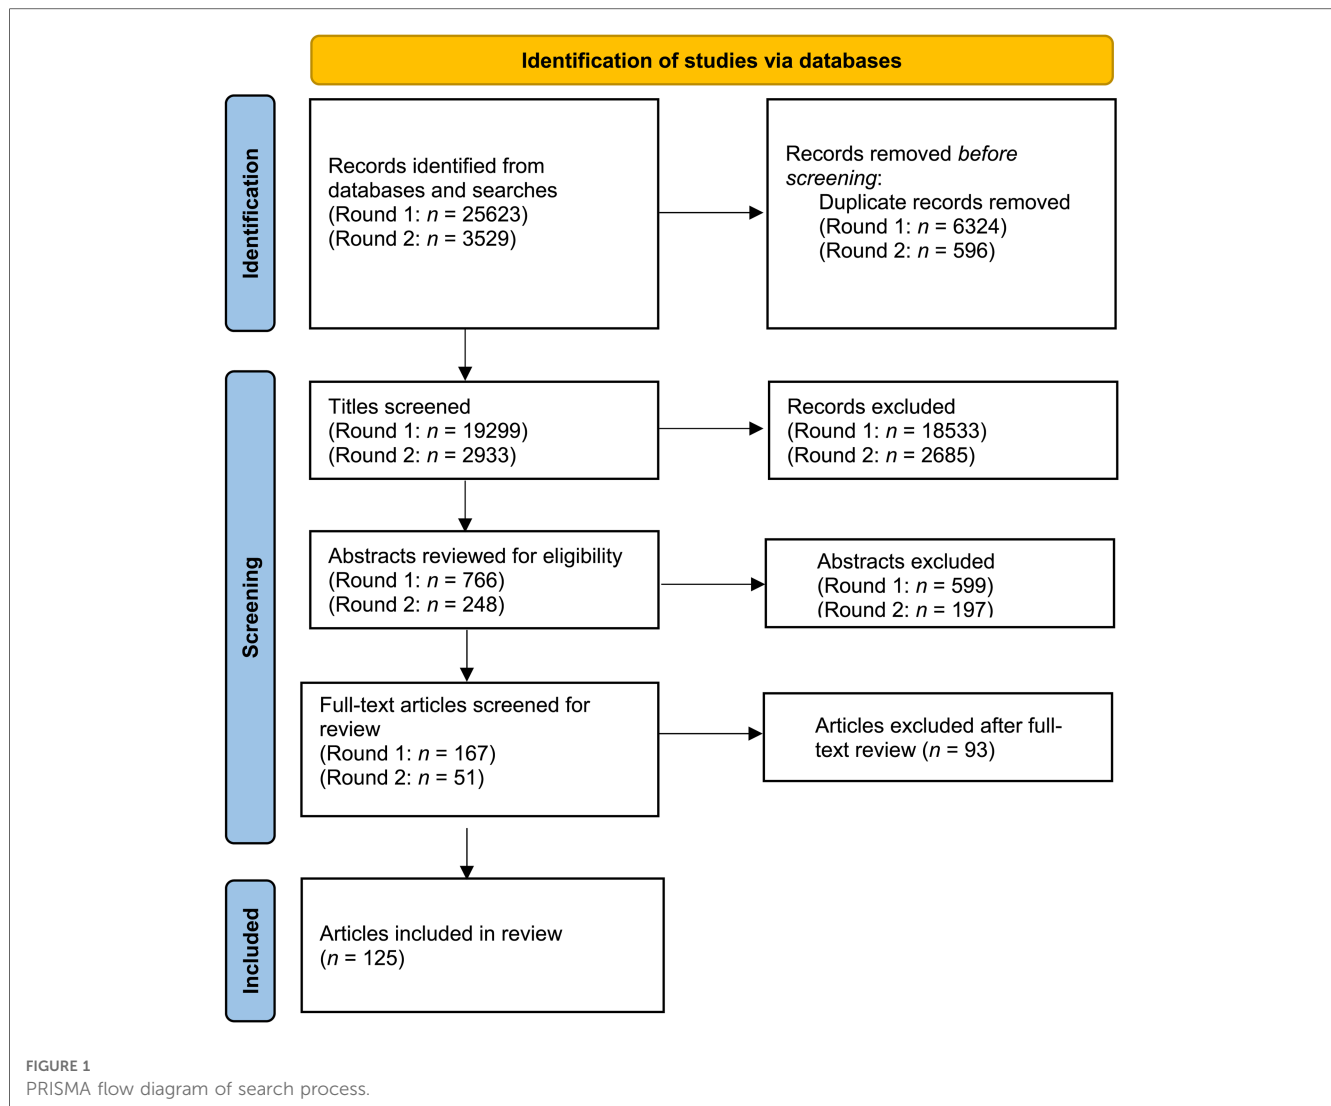 Identification of studies via databases
Identification
Records identified from
databases and searches
(Round 1: n = 25623)
(Round 2: n = 3529)
Records removed before
screening:
Duplicate records removed
(Round 1: n = 6324)
(Round 2: n = 596)
Screening
Titles screened
(Round 1: n = 19299)
(Round 2: n = 2933)
Records excluded
(Round 1: n = 18533)
(Round 2: n = 2685)
Abstracts reviewed for eligibility
(Round 1: n = 766)
(Round 2: n = 248)
Abstracts excluded
(Round 1: n = 599)
(Round 2: n = 197)
Full-text articles screened for
review
(Round 1: n = 167)
(Round 2: n = 51)
Articles excluded after full-
text review (n = 93)
Included
Articles included in review
(n = 125)
FIGURE 1
PRISMA flow diagram of search process.